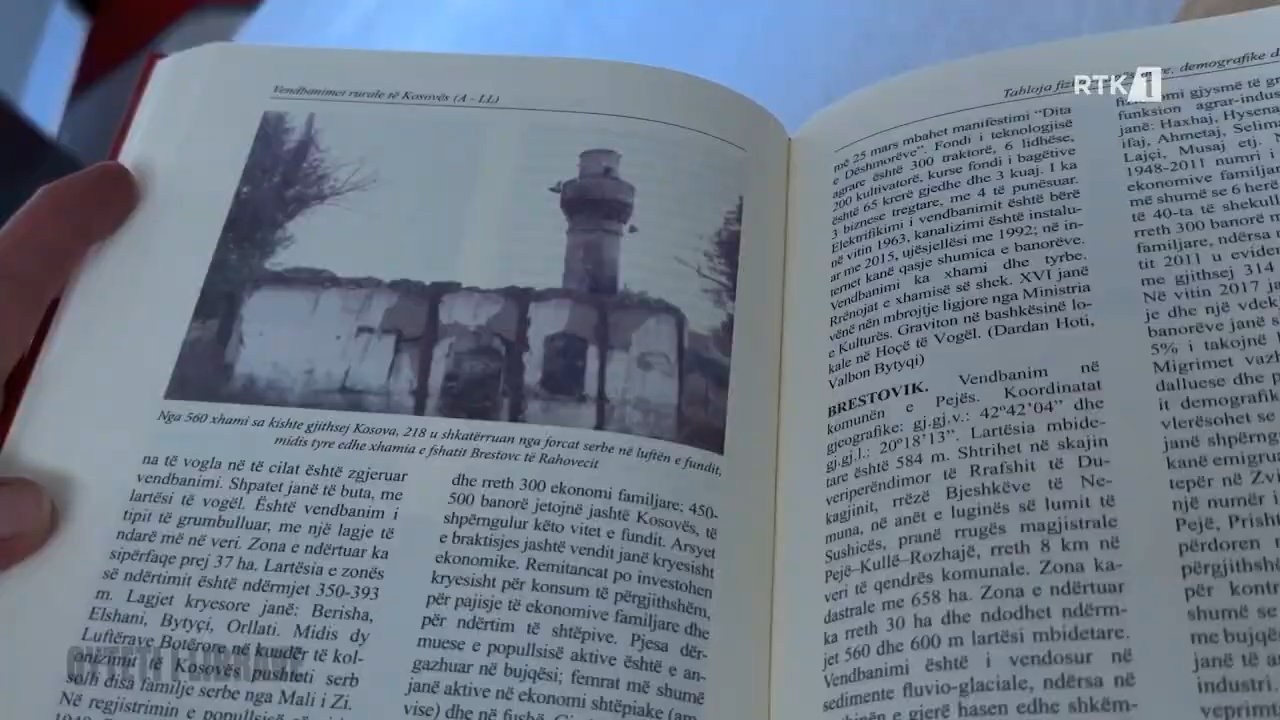 RTK1
Vendbanimet rurale të Kosovës (A - LL)
Nga 560 xhami sa kishte gjithsej Kosova, 218 u shkatërruan nga forcat serbe në luftën e fundit,
midis tyre edhe xhamia e fshatit Brestovc të Rahovecit
na të vogla në të cilat është zgjeruar
vendbanimi. Shpatet janë të buta, me
lartësi të vogël. Është vendbanim i
tipit të grumbulluar, me një lagje të
ndarë më në veri. Zona e ndërtuar ka
sipërfaqe prej 37 ha. Lartësia e zonës
së ndërtimit është ndërmjet 350-393
m. Lagjet kryesore janë: Berisha,
Elshani, Bytyçi, Orllati. Midis dy
Luftërave Botërore në kuadër të kol-
onizimit të Kosovës pushteti serb
solli disa familje serbe nga Mali i Zi.
Në regjistrimin e popullsisë
dhe rreth 300 ekonomi familjare; 450-
500 banorë jetojnë jashtë Kosovës, të
shpërngulur këto vitet e fundit. Arsyet
e braktisjes jashtë vendit janë kryesisht
ekonomike. Remitancat po investohen
kryesisht për konsum të përgjithshëm,
për pajisje të ekonomive familjare dhe
për ndërtim të shtëpive. Pjesa dër-
muese e popullsisë aktive është e an-
gazhuar në bujqësi; femrat më shumë
janë aktive në ekonomi shtëpiake (am
vise) dhe në fushë.
Tabloja
demografike d
më 25 mars mbahet manifestimi “Dita
e Dëshmorëve”. Fondi i teknologjisë
agrare është 300 traktorë, 6 lidhëse,
200 kultivatorë, kurse fondi i bagëtive
është 65 krerë gjedhe dhe 3 kuaj. I ka
3 biznese tregtare, me 4 të punësuar.
Elektrifikimi i vendbanimit është bërë
në vitin 1963, kanalizimi është instalu-
ar me 2015, ujësjellësi me 1992; në in-
ternet kanë qasje shumica e banorëve.
Vendbanimi ka xhami dhe tyrbe.
Rrënojat e xhamisë së shek. XVI janë
vënë nën mbrojtje ligjore nga Ministria
e Kulturës. Graviton në bashkësinë lo-
kale në Hoçë të Vogël. (Dardan Hoti,
Valbon Bytyqi)
BRESTOVIK. Vendbanim në
komunën e Pejës. Koordinatat
gjeografike: gj.gj.v.: 42°42’04” dhe
gj.gj.l.: 20°18’13”. Lartësia mbide-
tare është 584 m. Shtrihet në skajin
veriperëndimor të Rrafshit të Du-
kagjinit, rrëzë Bjeshkëve të Ne-
muna, në anët e luginës së lumit të
Sushicës, pranë rrugës magjistrale
Pejë–Kullë–Rozhajë, rreth 8 km në
veri të qendrës komunale. Zona ka-
dastrale me 658 ha. Zona e ndërtuar
ka rreth 30 ha dhe ndodhet ndërm-
jet 560 dhe 600 m lartësi mbidetare.
Vendbanimi është i vendosur në
sedimente fluvio-glaciale, ndërsa në
e gjerë hasen edhe shkëm-
gjysmë të gr
funksion agrar-indus
janë: Haxhaj, Hysena
ifaj, Ahmetaj, Selima
Lajçi, Musaj etj.
1948-2011 numri i
ekonomive familjar
më shumë se 6 herë
të 40-ta të shekull
rreth 300 banorë m
familjare, ndërsa
tit 2011 u eviden
me gjithsej 314
Në vitin 2017 ja
je dhe një vdek
banorëve janë s
5% i takojnë
Migrimet vazh
dalluese dhe p
it demografik
vlerësohet se
janë shpërng
kanë emigru
tepër në Zvi
një numër i
Pejë, Prisht
përdoren
përgjithsh
për kontr
shumë se
me bujqë
janë të a
industri.
veprimt